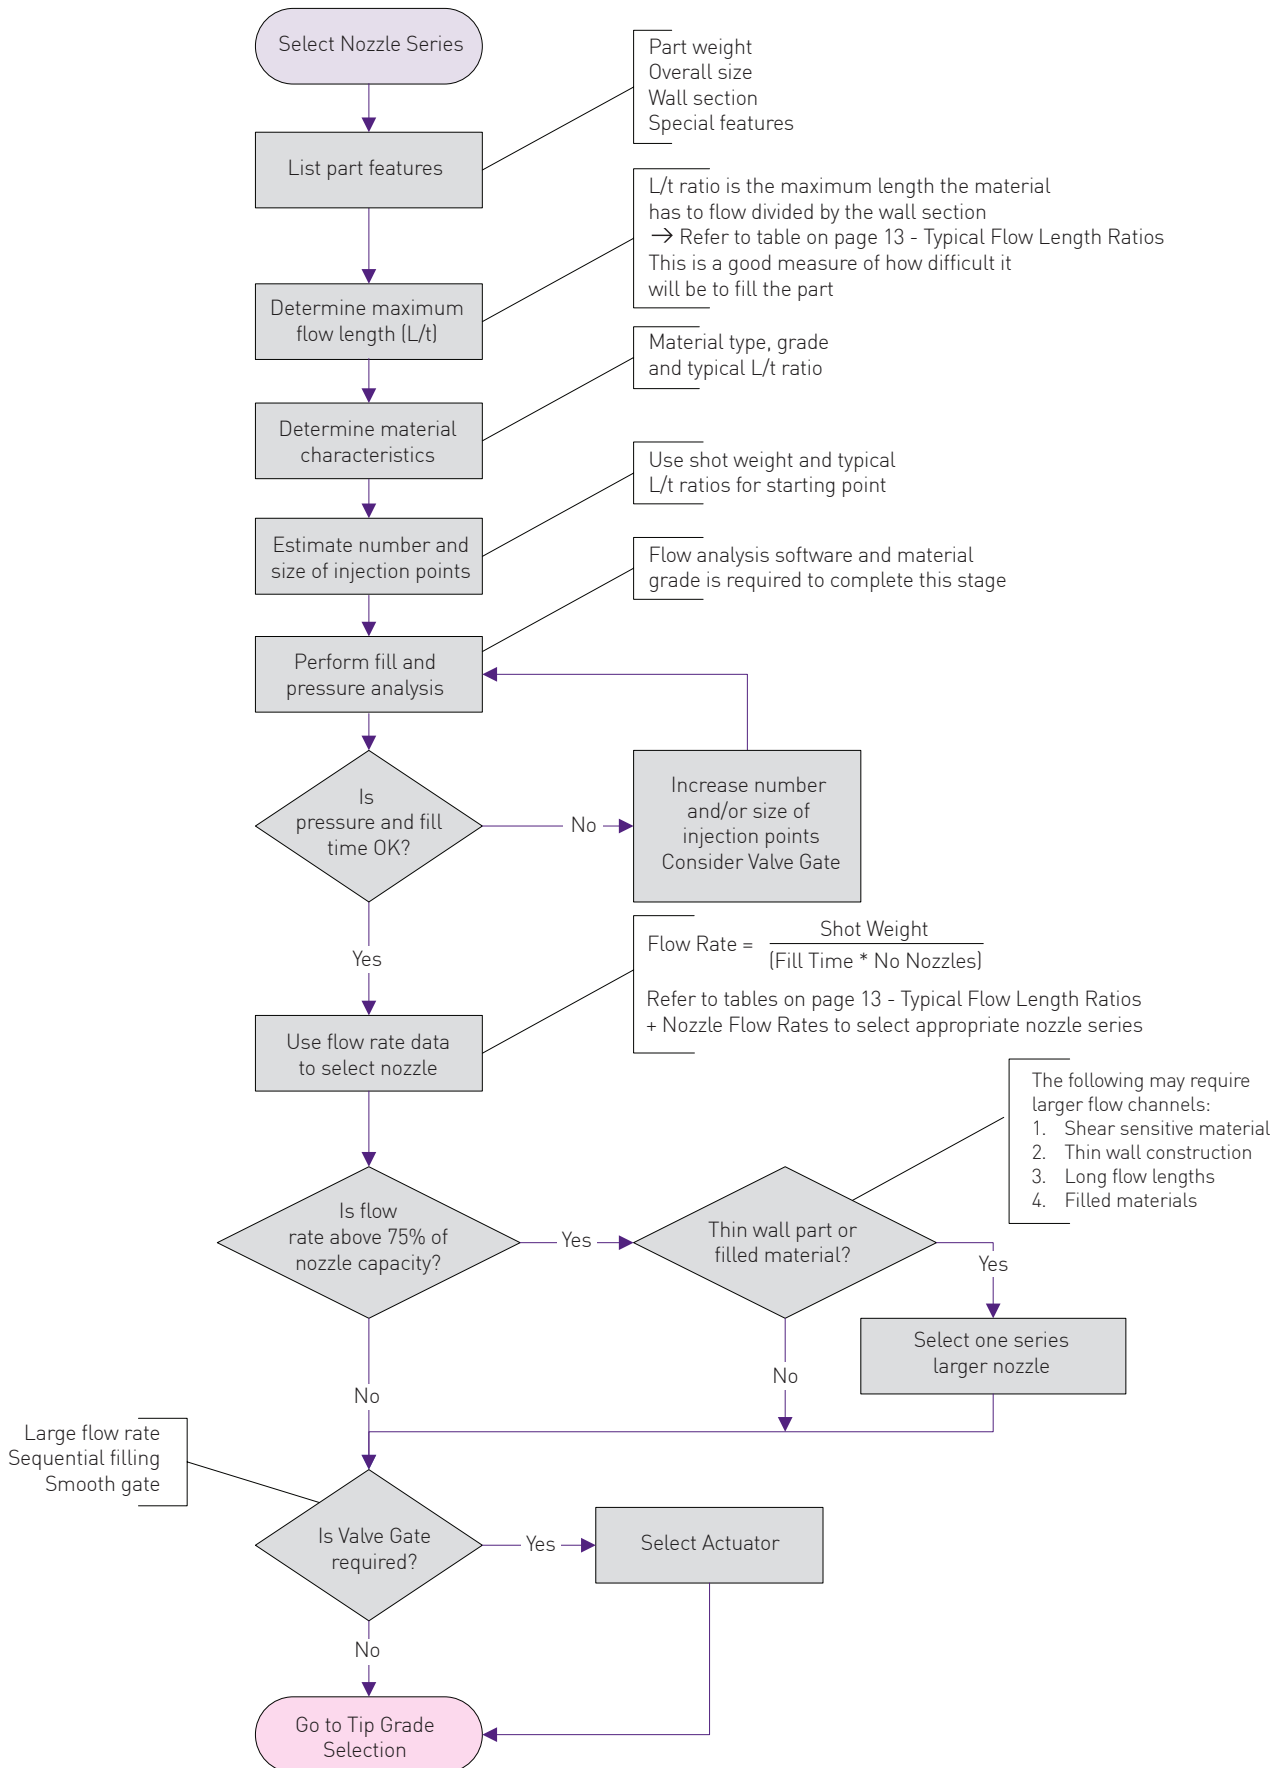 Select Nozzle Series
Part weight
Overall size
Wall section
Special features
List part features
L/t ratio is the maximum length the material
has to flow divided by the wall section
→ Refer to table on page 13 - Typical Flow Length Ratios
This is a good measure of how difficult it
will be to fill the part
Determine maximum
flow length (L/t)
Material type, grade
and typical L/t ratio
Determine material
characteristics
Use shot weight and typical
L/t ratios for starting point
Estimate number and
size of injection points
Flow analysis software and material
grade is required to complete this stage
Perform fill and
pressure analysis
Is
pressure and fill
time OK?
No
Increase number
and/or size of
injection points
Consider Valve Gate
Yes
Flow Rate = Shot Weight
(Fill Time * No Nozzles)
Refer to tables on page 13 - Typical Flow Length Ratios
+ Nozzle Flow Rates to select appropriate nozzle series
Use flow rate data
to select nozzle
The following may require
larger flow channels:
1. Shear sensitive material
2. Thin wall construction
3. Long flow lengths
4. Filled materials
Is flow
rate above 75% of
nozzle capacity?
Yes
Thin wall part or
filled material?
Yes
Select one series
larger nozzle
No
No
Large flow rate
Sequential filling
Smooth gate
Is Valve Gate
required?
Yes
Select Actuator
No
Go to Tip Grade
Selection